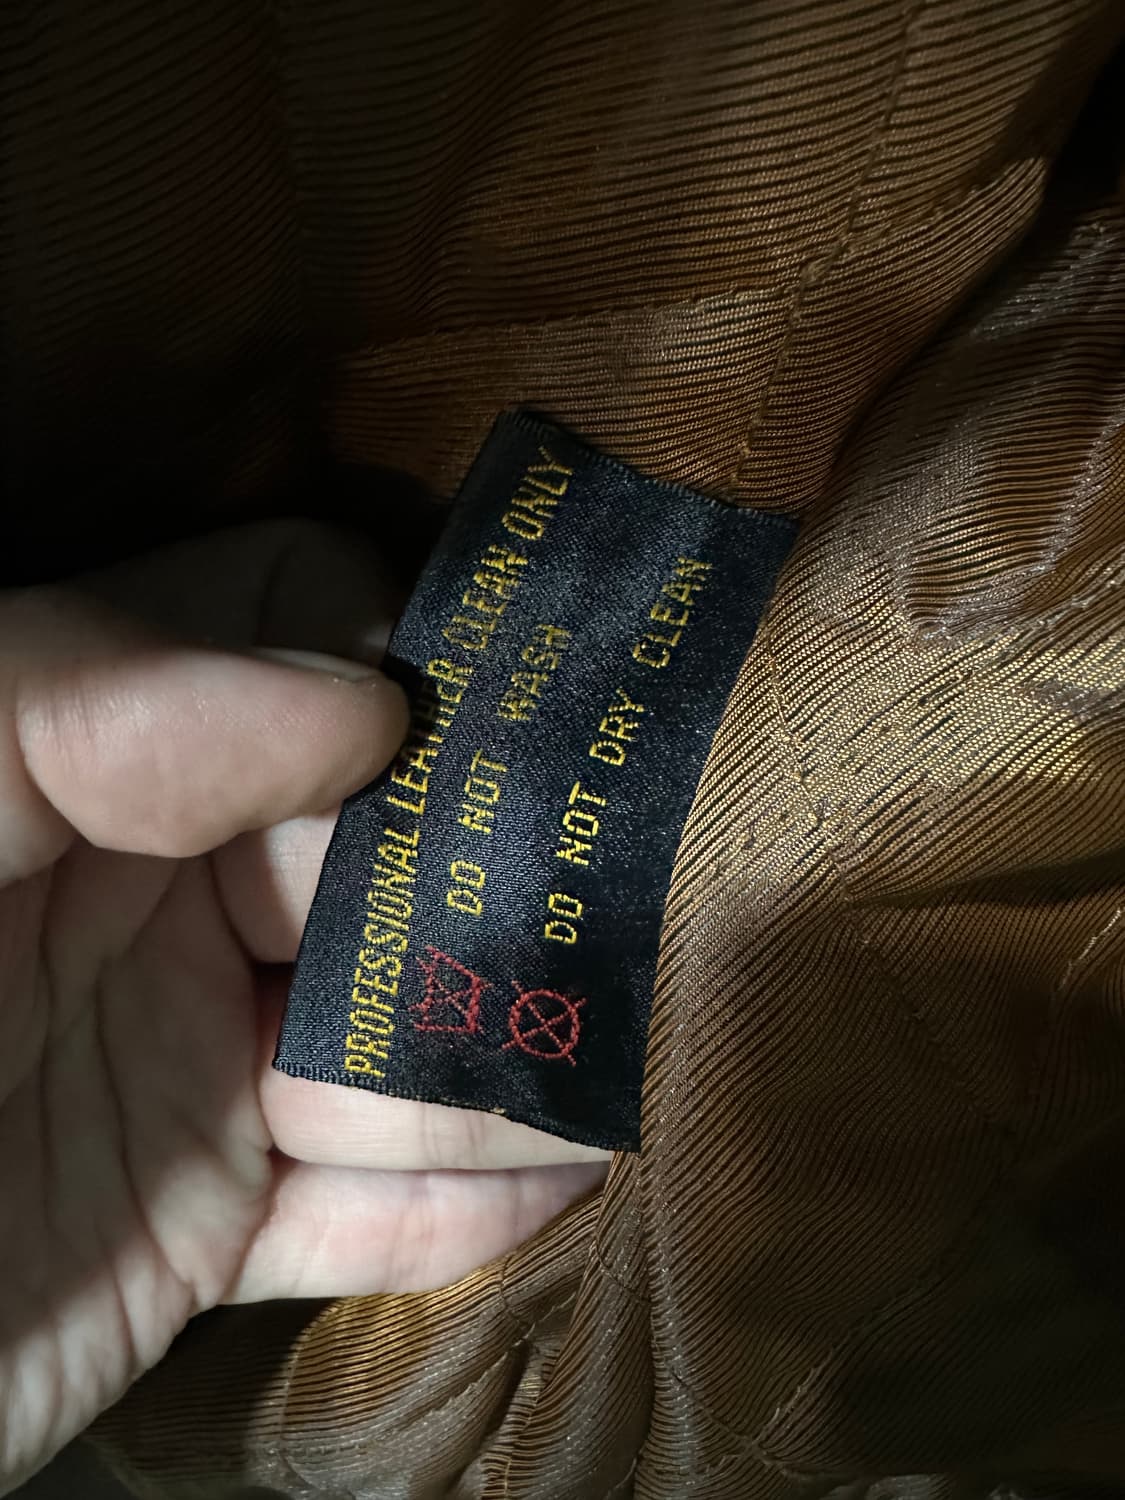 PROFESSIONAL LEATHER CLEAN ONLY
DO NOT WASH
DO NOT DRY CLEAN